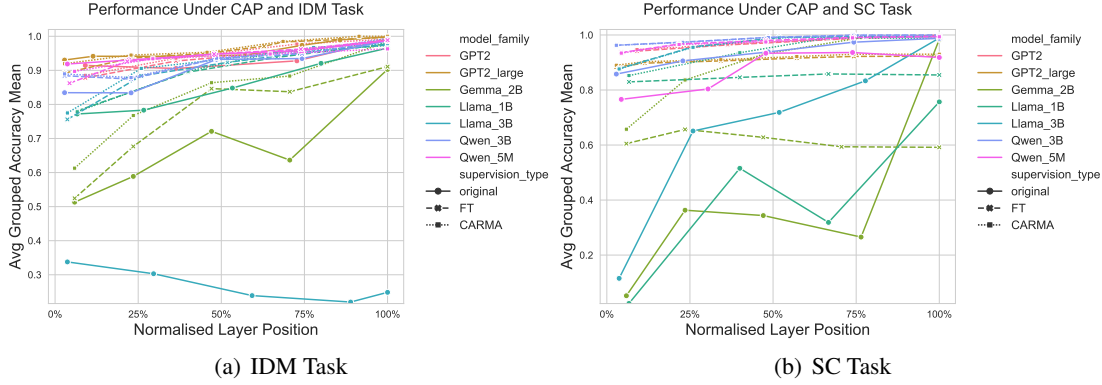 Performance Under CAP and IDM Task
Avg Grouped Accuracy Mean
1.0
0.9
0.8
0.7
0.6
0.5
0.4
0.3
0% 25% 50% 75% 100%
Normalised Layer Position
model_family
GPT2
GPT2_large
Gemma_2B
Llama_1B
Llama_3B
Qwen_3B
Qwen_5M
supervision_type
original
FT
CARMA
(a) IDM Task
Performance Under CAP and SC Task
Avg Grouped Accuracy Mean
1.0
0.8
0.6
0.4
0.2
0% 25% 50% 75% 100%
Normalised Layer Position
model_family
GPT2
GPT2_large
Gemma_2B
Llama_1B
Llama_3B
Qwen_3B
Qwen_5M
supervision_type
original
FT
CARMA
(b) SC Task